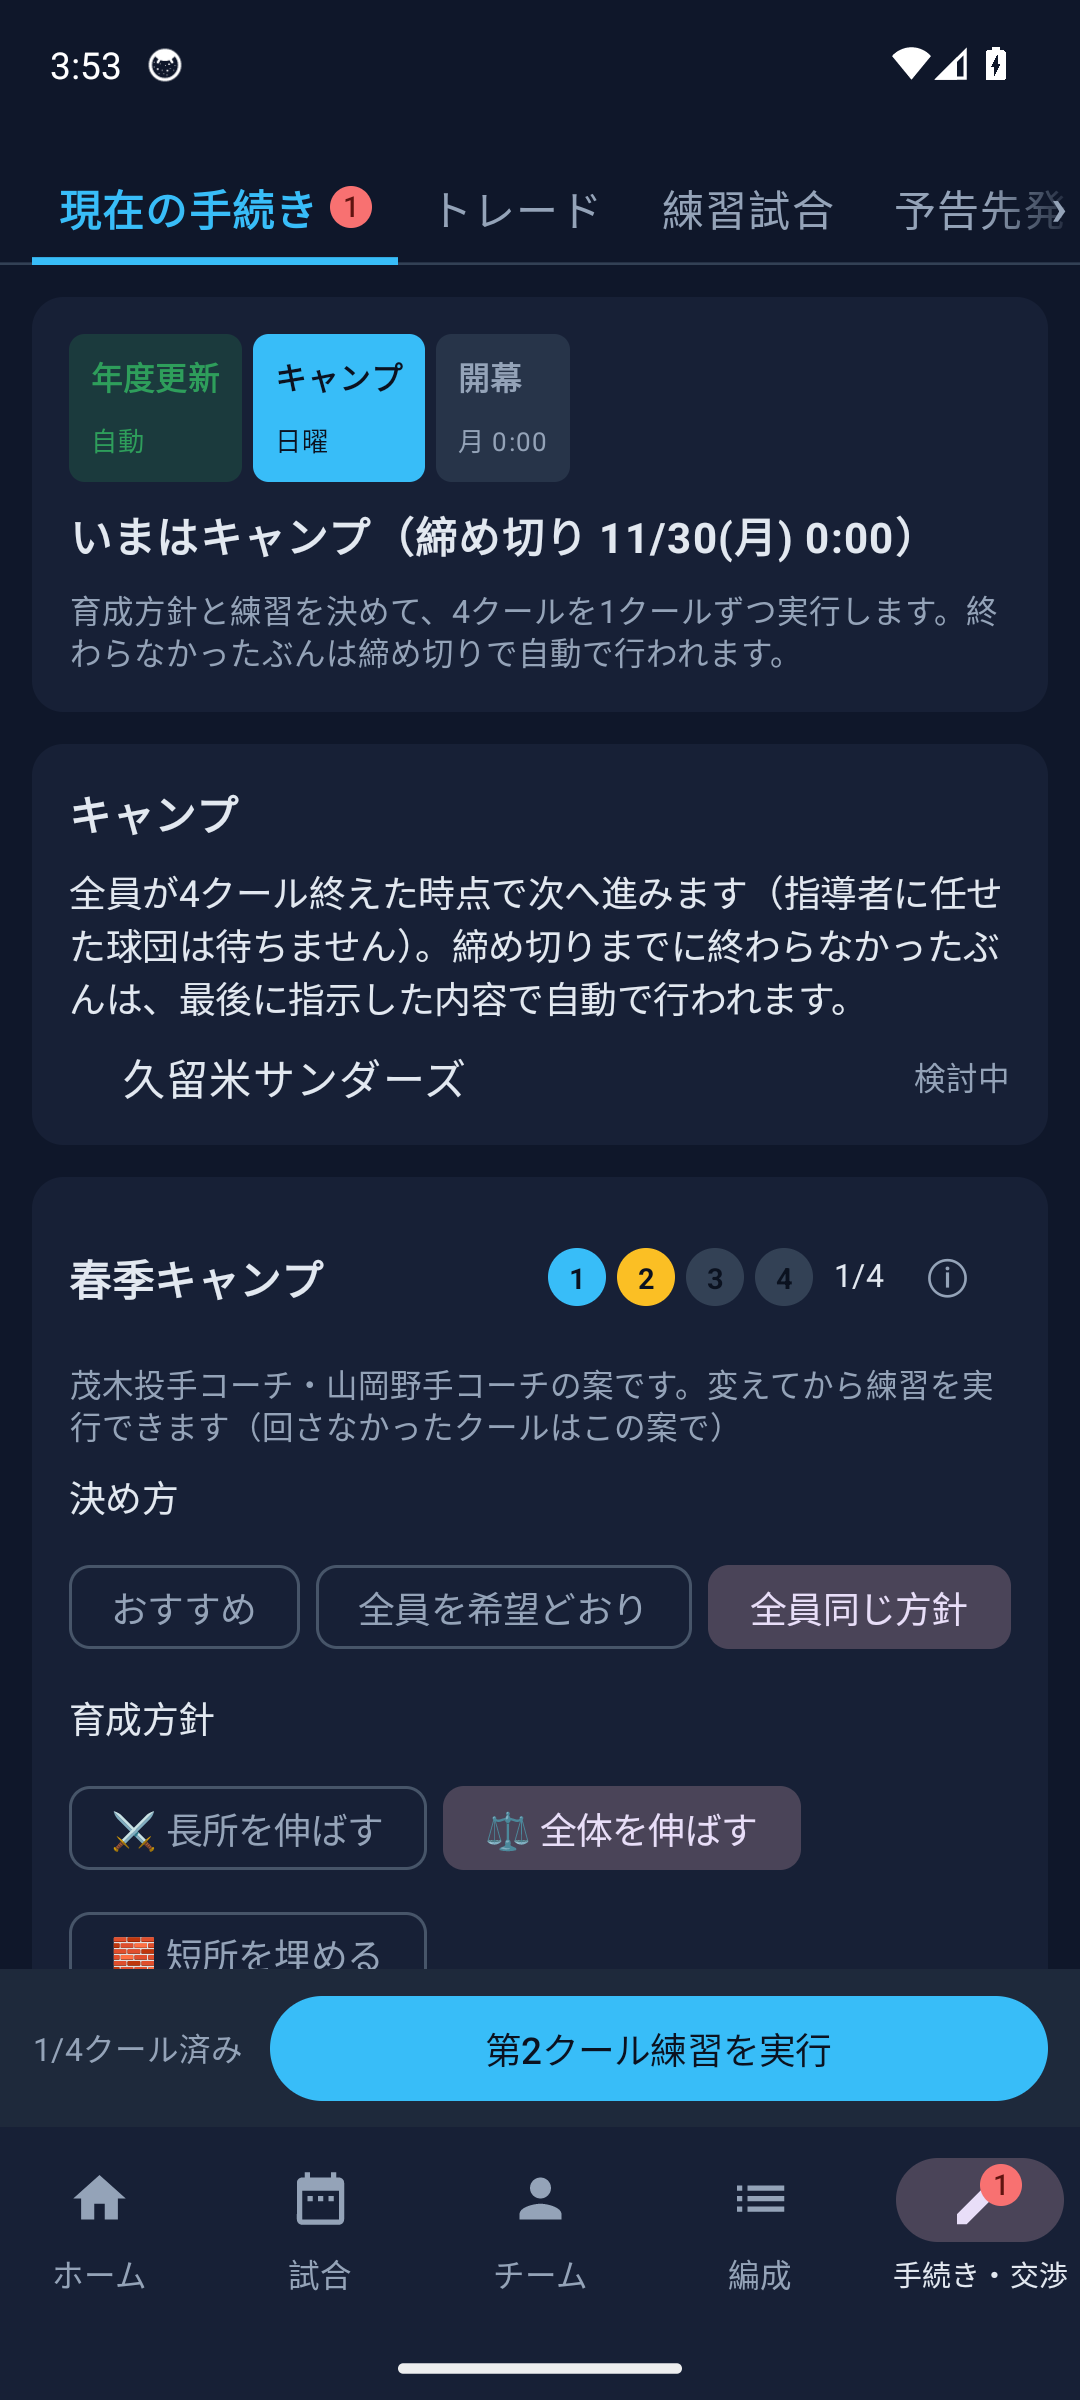 3:53
現在の手続き 1
トレード
練習試合
予告先発
年度更新
自動
キャンプ
日曜
開幕
月 0:00
いまはキャンプ（締め切り 11/30(月) 0:00）
育成方針と練習を決めて、4クールを1クールずつ実行します。終
わらなかったぶんは締め切りで自動で行われます。
キャンプ
全員が4クール終えた時点で次へ進みます（指導者に任せ
た球団は待ちません）。締め切りまでに終わらなかったぶ
んは、最後に指示した内容で自動で行われます。
久留米サンダーズ 検討中
春季キャンプ 1 2 3 4 1/4
茂木投手コーチ・山岡野手コーチの案です。変えてから練習を実
行できます（回さなかったクールはこの案で）
決め方
おすすめ 全員を希望どおり 全員同じ方針
育成方針
長所を伸ばす 全体を伸ばす
短所を埋める
1/4クール済み 第2クール練習を実行
1
ホーム 試合 チーム 編成 手続き・交渉